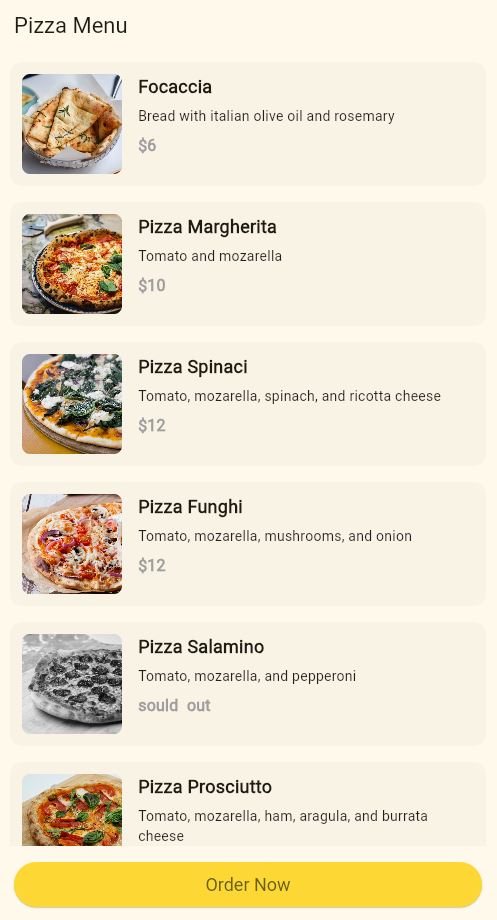 Pizza Menu
Focaccia
Bread with italian olive oil and rosemary
$6
Pizza Margherita
Tomato and mozarella
$10
Pizza Spinaci
Tomato, mozarella, spinach, and ricotta cheese
$12
Pizza Funghi
Tomato, mozarella, mushrooms, and onion
$12
Pizza Salamino
Tomato, mozarella, and pepperoni
sould  out
Pizza Prosciutto
Tomato, mozarella, ham, aragula, and burrata
cheese
Order Now